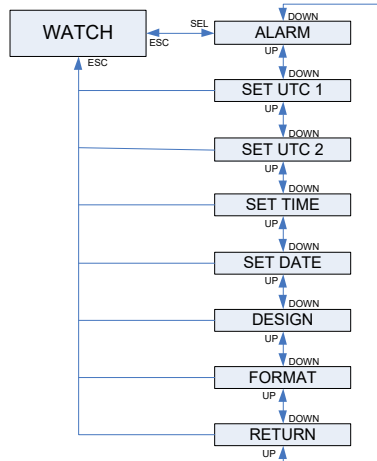 DOWN
WATCH
SEL
ESC
ALARM
ESC
UP
DOWN
SET UTC 1
UP
DOWN
SET UTC 2
UP
DOWN
SET TIME
UP
DOWN
SET DATE
UP
DOWN
DESIGN
UP
DOWN
FORMAT
UP
DOWN
RETURN
UP